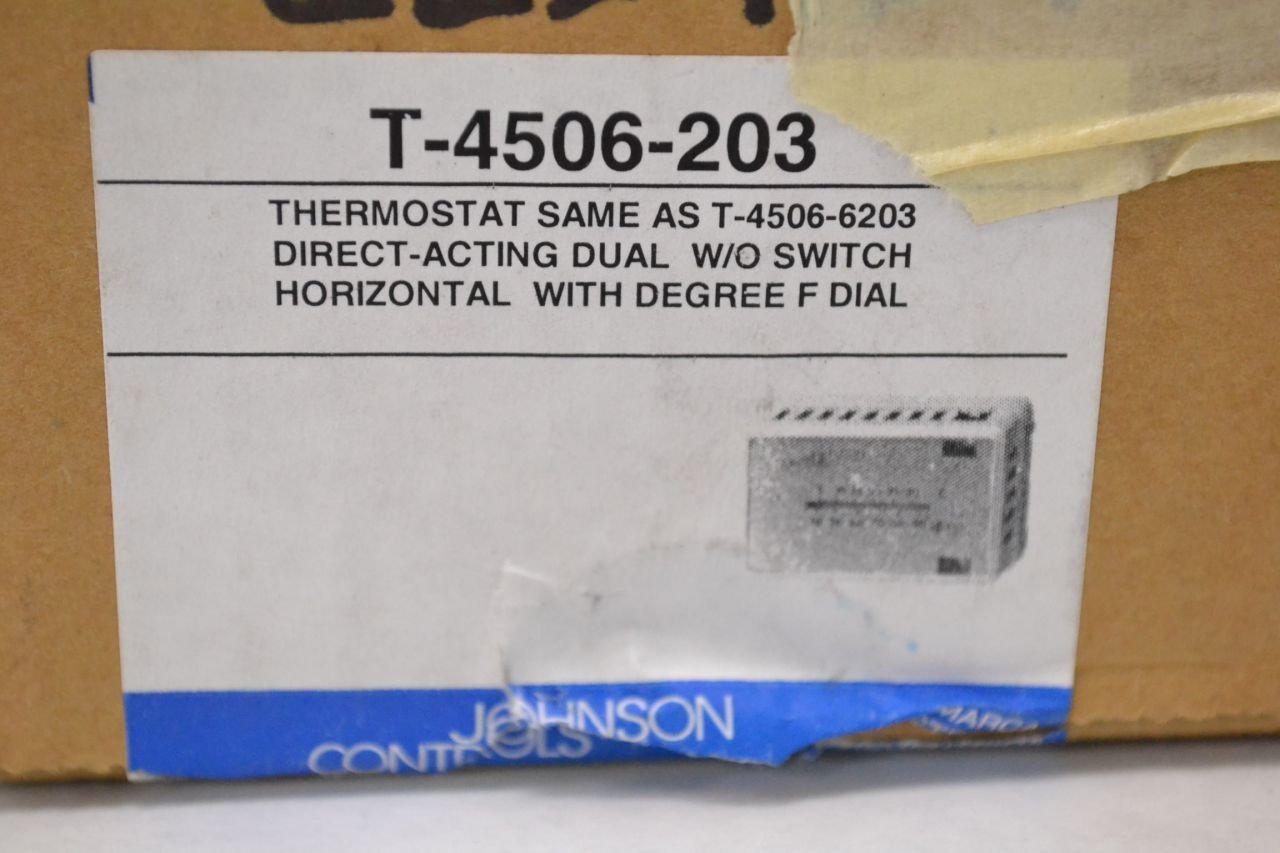 T-4506-203
THERMOSTAT SAME AS T-4506-6203
DIRECT-ACTING DUAL W/O SWITCH
HORIZONTAL WITH DEGREE F DIAL
JOHNSON
CONTROLS